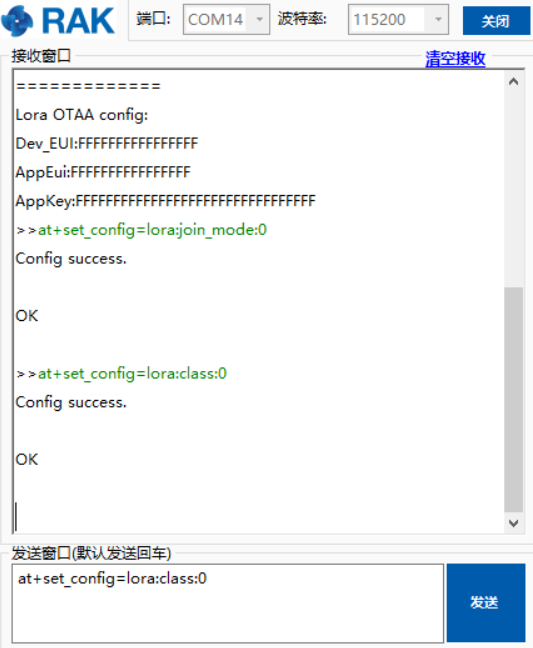 RAK 端口: COM14 波特率: 115200 关闭
接收窗口 清空接收
=============
Lora OTAA config:
Dev_EUI:FFFFFFFFFFFFFFFF
AppEui:FFFFFFFFFFFFFFFF
AppKey:FFFFFFFFFFFFFFFFFFFFFFFFFFFFFFFF
>>at+set_config=lora:join_mode:0
Config success.
OK
>>at+set_config=lora:class:0
Config success.
OK
发送窗口(默认发送回车)
at+set_config=lora:class:0
发送